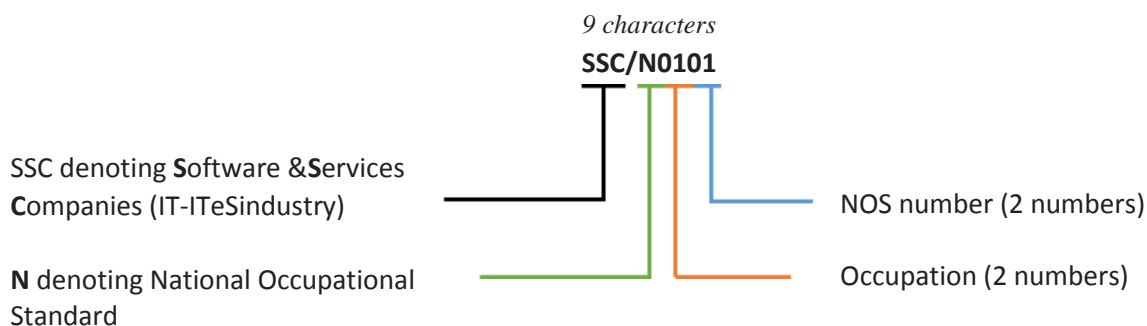 9 characters
SSC/N0101
SSC denoting Software &Services
Companies (IT-ITeSindustry)
NOS number (2 numbers)
N denoting National Occupational
Standard
Occupation (2 numbers)